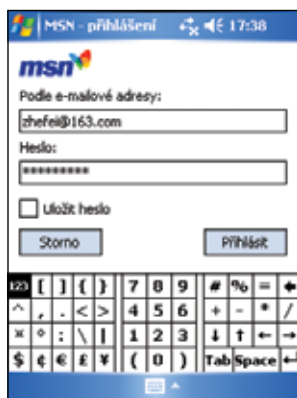 MSN - přihlášení 17:38
msn
Podle e-mailové adresy:
zhefei@163.com
Heslo:
*********
Uložit heslo
Storno Přihlásit
123 [ ] { } 7 8 9 # % =
^ , . < > 4 5 6 + - * /
: \ | 1 2 3 ↓ ↑ ← →
$ ¢ € £ ¥ ( 0 ) Tab Space